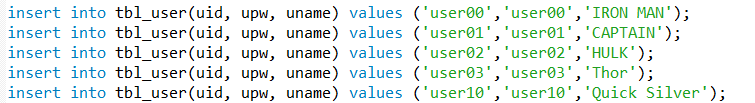 insert into tbl_user(uid, upw, uname) values ('user00','user00','IRON MAN');
insert into tbl_user(uid, upw, uname) values ('user01','user01','CAPTAIN');
insert into tbl_user(uid, upw, uname) values ('user02','user02','HULK');
insert into tbl_user(uid, upw, uname) values ('user03','user03','Thor');
insert into tbl_user(uid, upw, uname) values ('user10','user10','Quick Silver');